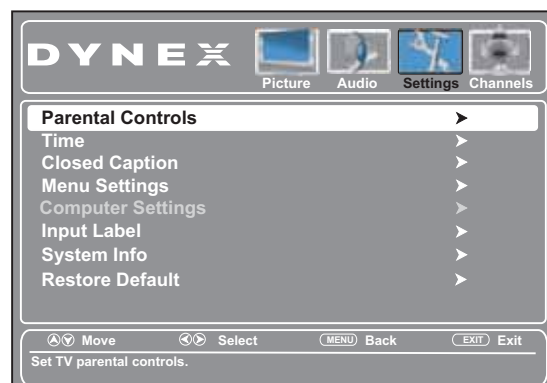 DYNEX
Picture Audio Settings Channels
Parental Controls
Time
Closed Caption
Menu Settings
Computer Settings
Input Label
System Info
Restore Default
Move Select MENU Back EXIT Exit
Set TV parental controls.